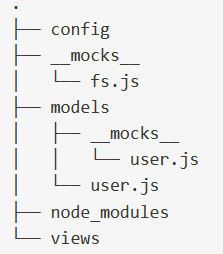 .
├── config
├── __mocks__
│   └── fs.js
├── models
│   ├── __mocks__
│   │   └── user.js
│   └── user.js
├── node_modules
└── views